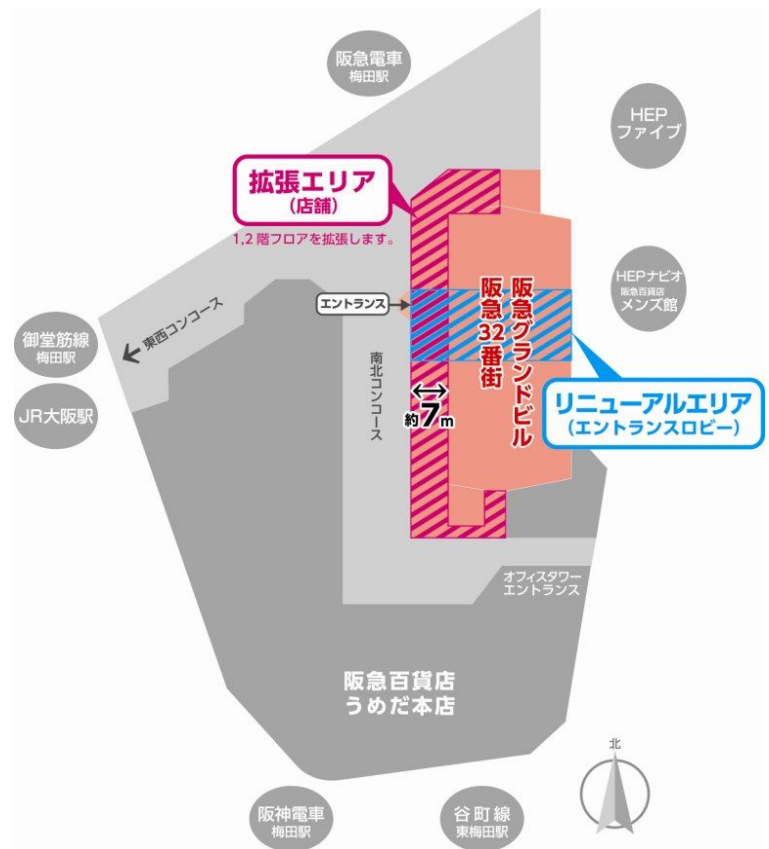 阪急電車
梅田駅
HEP
ファイブ
拡張エリア
(店舗)
1,2階フロアを拡張します。
HEPナビオ
阪急百貨店
メンズ館
エントランス
東西コンコース
御堂筋線
梅田駅
JR大阪駅
南北コンコース
阪急グランドビル
阪急32番街
約7m
リニューアルエリア
(エントランスロビー)
オフィスタワー
エントランス
阪急百貨店
うめだ本店
北
阪神電車
梅田駅
谷町線
東梅田駅